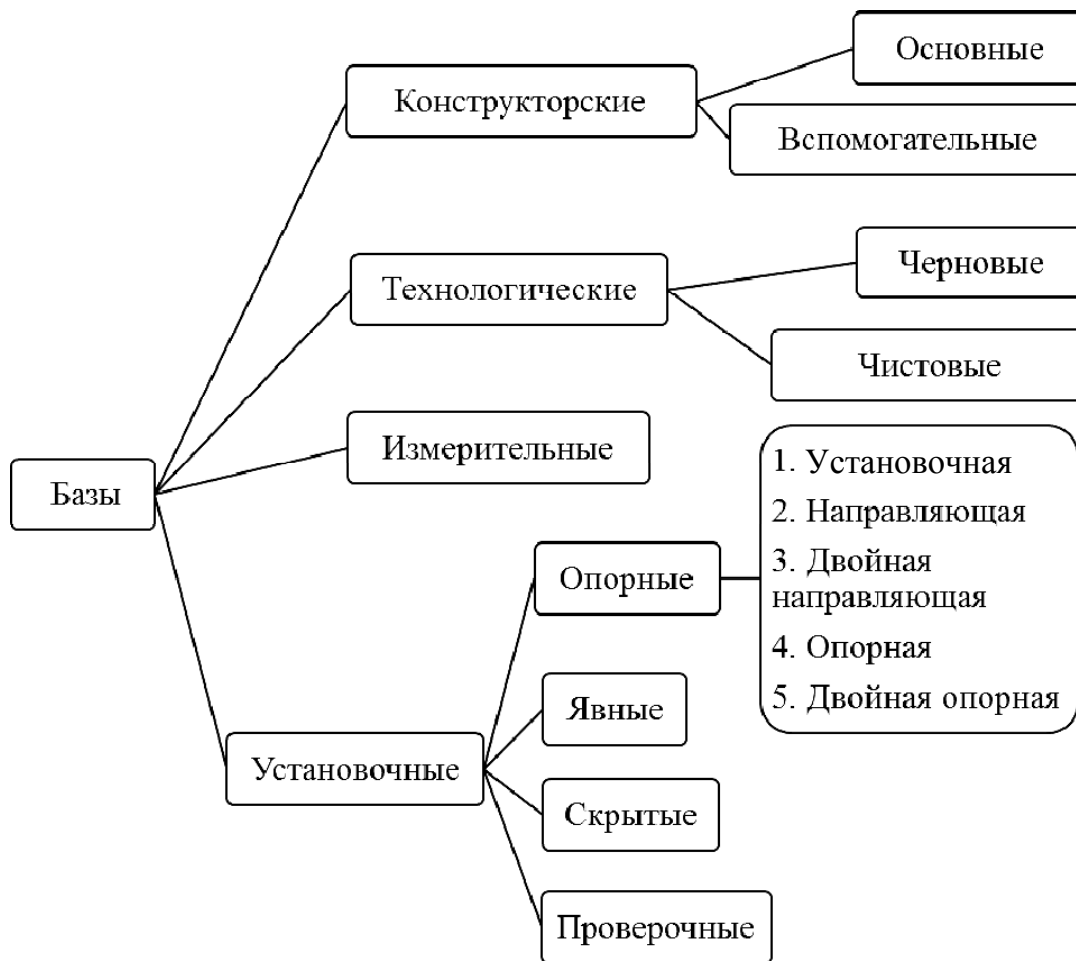 Основные
Конструкторские
Вспомогательные
Черновые
Технологические
Чистовые
Измерительные
Базы
1. Установочная
2. Направляющая
3. Двойная
направляющая
4. Опорная
5. Двойная опорная
Опорные
Явные
Установочные
Скрытые
Проверочные